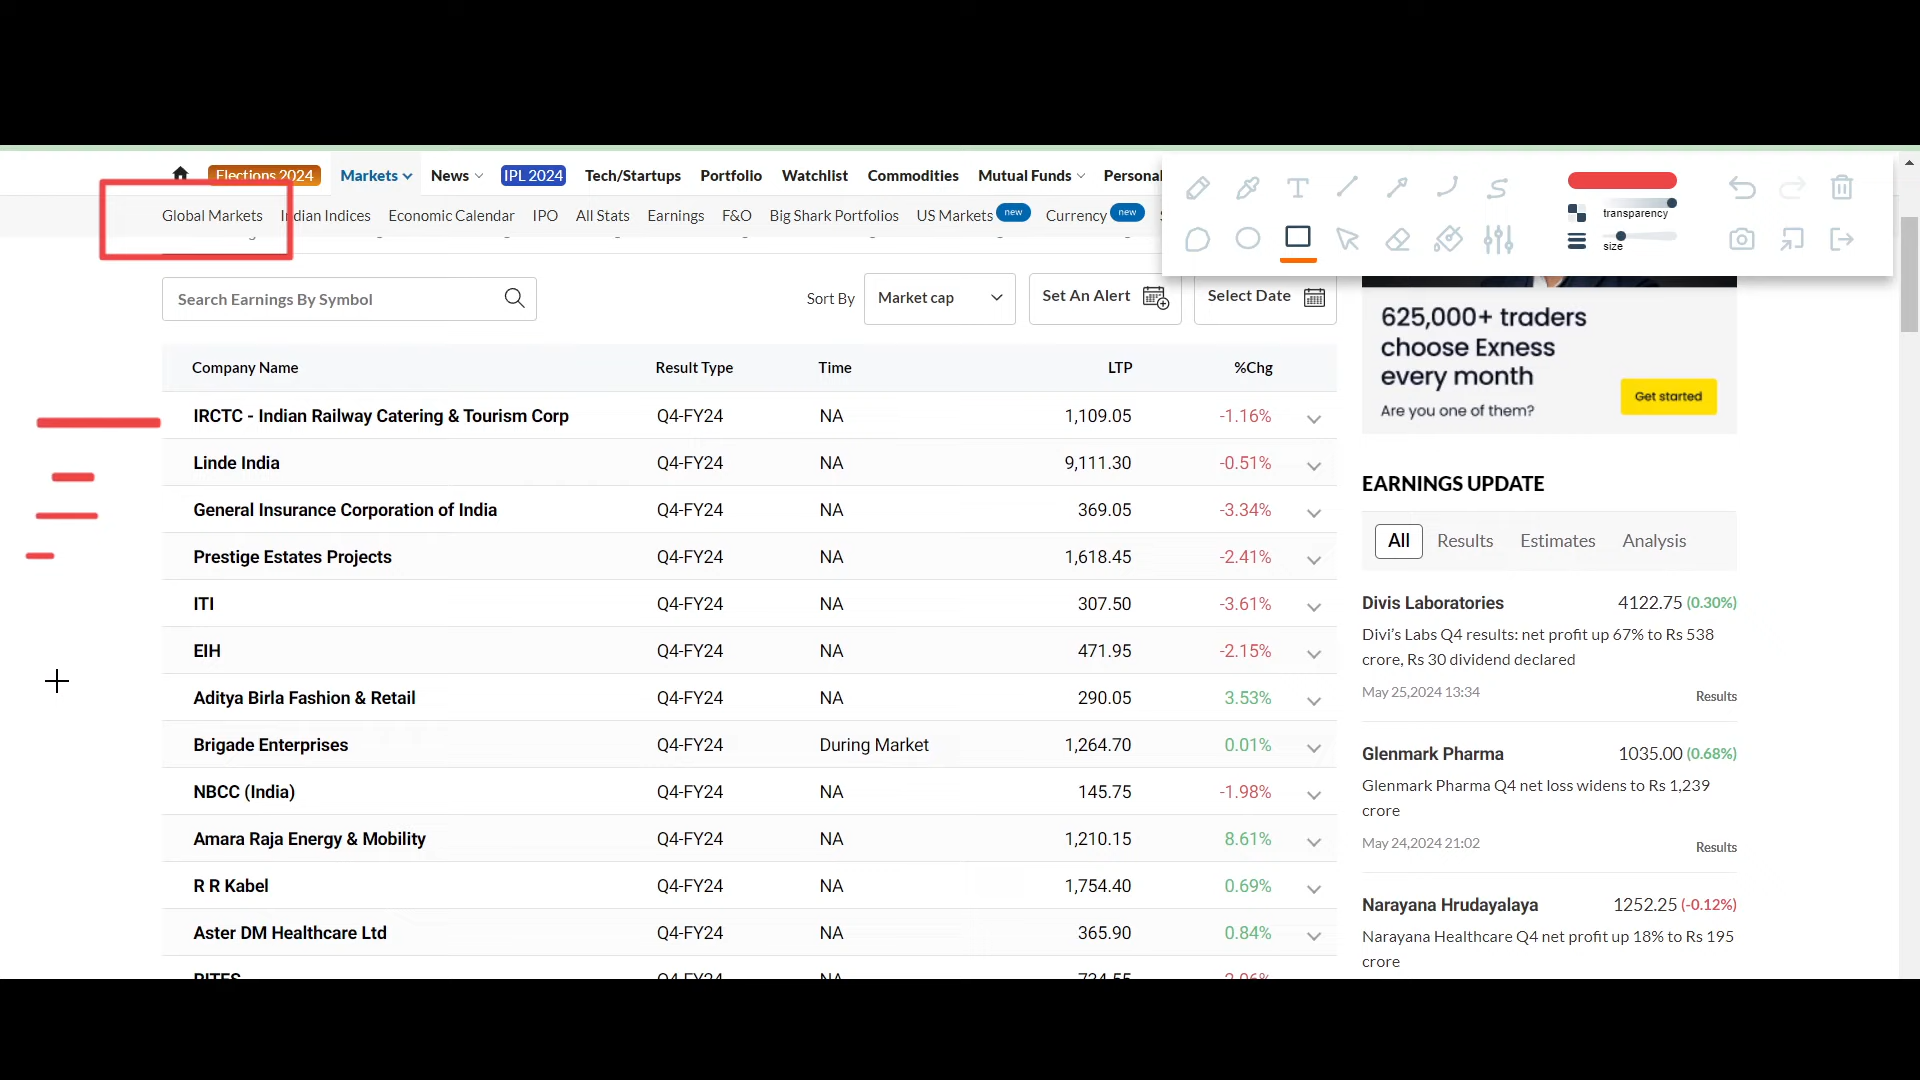 Elections 2024 Markets News IPL 2024 Tech/Startups Portfolio Watchlist Commodities Mutual Funds Personal
Global Markets Indian Indices Economic Calendar IPO All Stats Earnings F&O Big Shark Portfolios US Markets new Currency new
transparency
size
Search Earnings By Symbol Sort By Market cap Set An Alert Select Date
Company Name Result Type Time LTP %Chg
IRCTC - Indian Railway Catering & Tourism Corp Q4-FY24 NA 1,109.05 -1.16%
Linde India Q4-FY24 NA 9,111.30 -0.51%
General Insurance Corporation of India Q4-FY24 NA 369.05 -3.34%
Prestige Estates Projects Q4-FY24 NA 1,618.45 -2.41%
ITI Q4-FY24 NA 307.50 -3.61%
EIH Q4-FY24 NA 471.95 -2.15%
Aditya Birla Fashion & Retail Q4-FY24 NA 290.05 3.53%
Brigade Enterprises Q4-FY24 During Market 1,264.70 0.01%
NBCC (India) Q4-FY24 NA 145.75 -1.98%
Amara Raja Energy & Mobility Q4-FY24 NA 1,210.15 8.61%
R R Kabel Q4-FY24 NA 1,754.40 0.69%
Aster DM Healthcare Ltd Q4-FY24 NA 365.90 0.84%
RITES Q4-FY24 NA 734.55
625,000+ traders
choose Exness
every month
Get started
Are you one of them?
EARNINGS UPDATE
All Results Estimates Analysis
Divis Laboratories 4122.75 (0.30%)
Divi's Labs Q4 results: net profit up 67% to Rs 538
crore, Rs 30 dividend declared
May 25,2024 13:34 Results
Glenmark Pharma 1035.00 (0.68%)
Glenmark Pharma Q4 net loss widens to Rs 1,239
crore
May 24,2024 21:02 Results
Narayana Hrudayalaya 1252.25 (-0.12%)
Narayana Healthcare Q4 net profit up 18% to Rs 195
crore